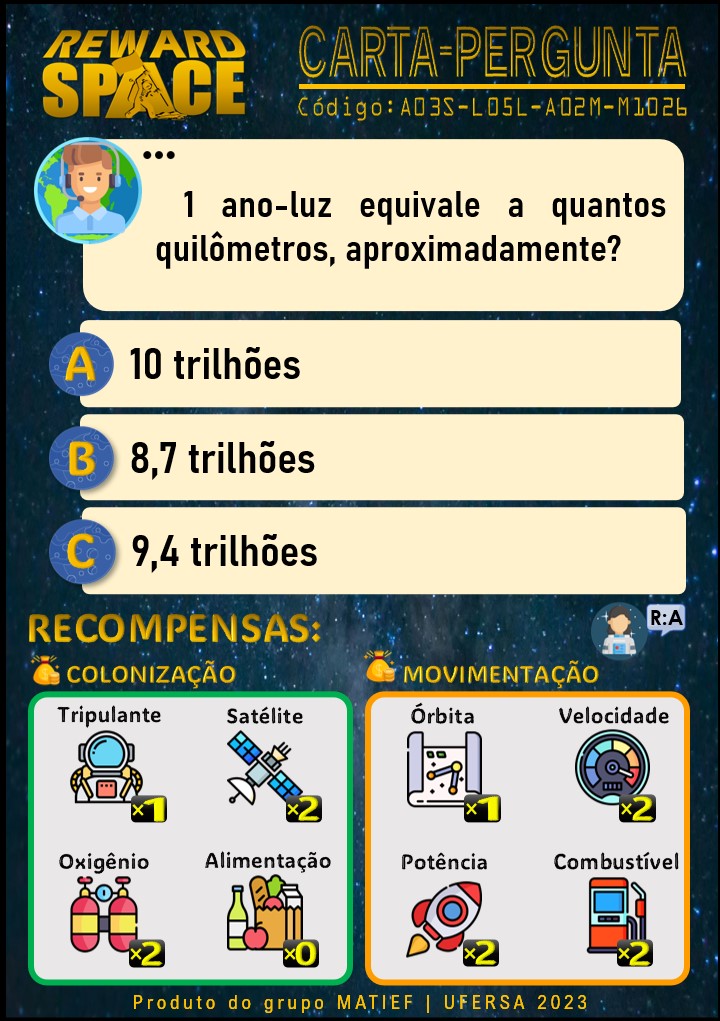 REWARD
SPACE
CARTA-PERGUNTA
Código: A03S-L05L-A02M-M1026
...
1 ano-luz equivale a quantos
quilômetros, aproximadamente?
A 10 trilhões
B 8,7 trilhões
C 9,4 trilhões
RECOMPENSAS:
R:A
COLONIZAÇÃO
MOVIMENTAÇÃO
Tripulante Satélite
×1 ×2
Oxigênio Alimentação
×2 ×0
Órbita Velocidade
×1 ×2
Potência Combustível
×2 ×2
Produto do grupo MATIEF | UFERSA 2023